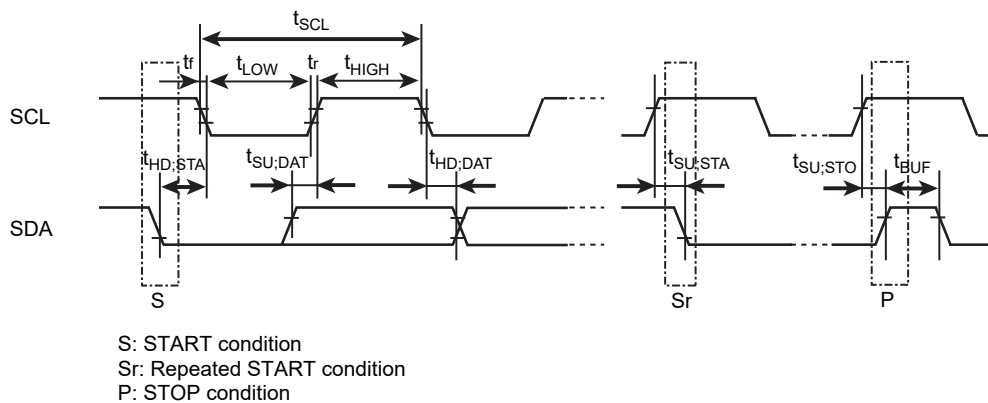 tSCL
tf tLOW tr tHIGH
SCL
tHD;STA tSU;DAT tHD;DAT tSU;STA tSU;STO tBUF
SDA
S Sr P
S: START condition
Sr: Repeated START condition
P: STOP condition